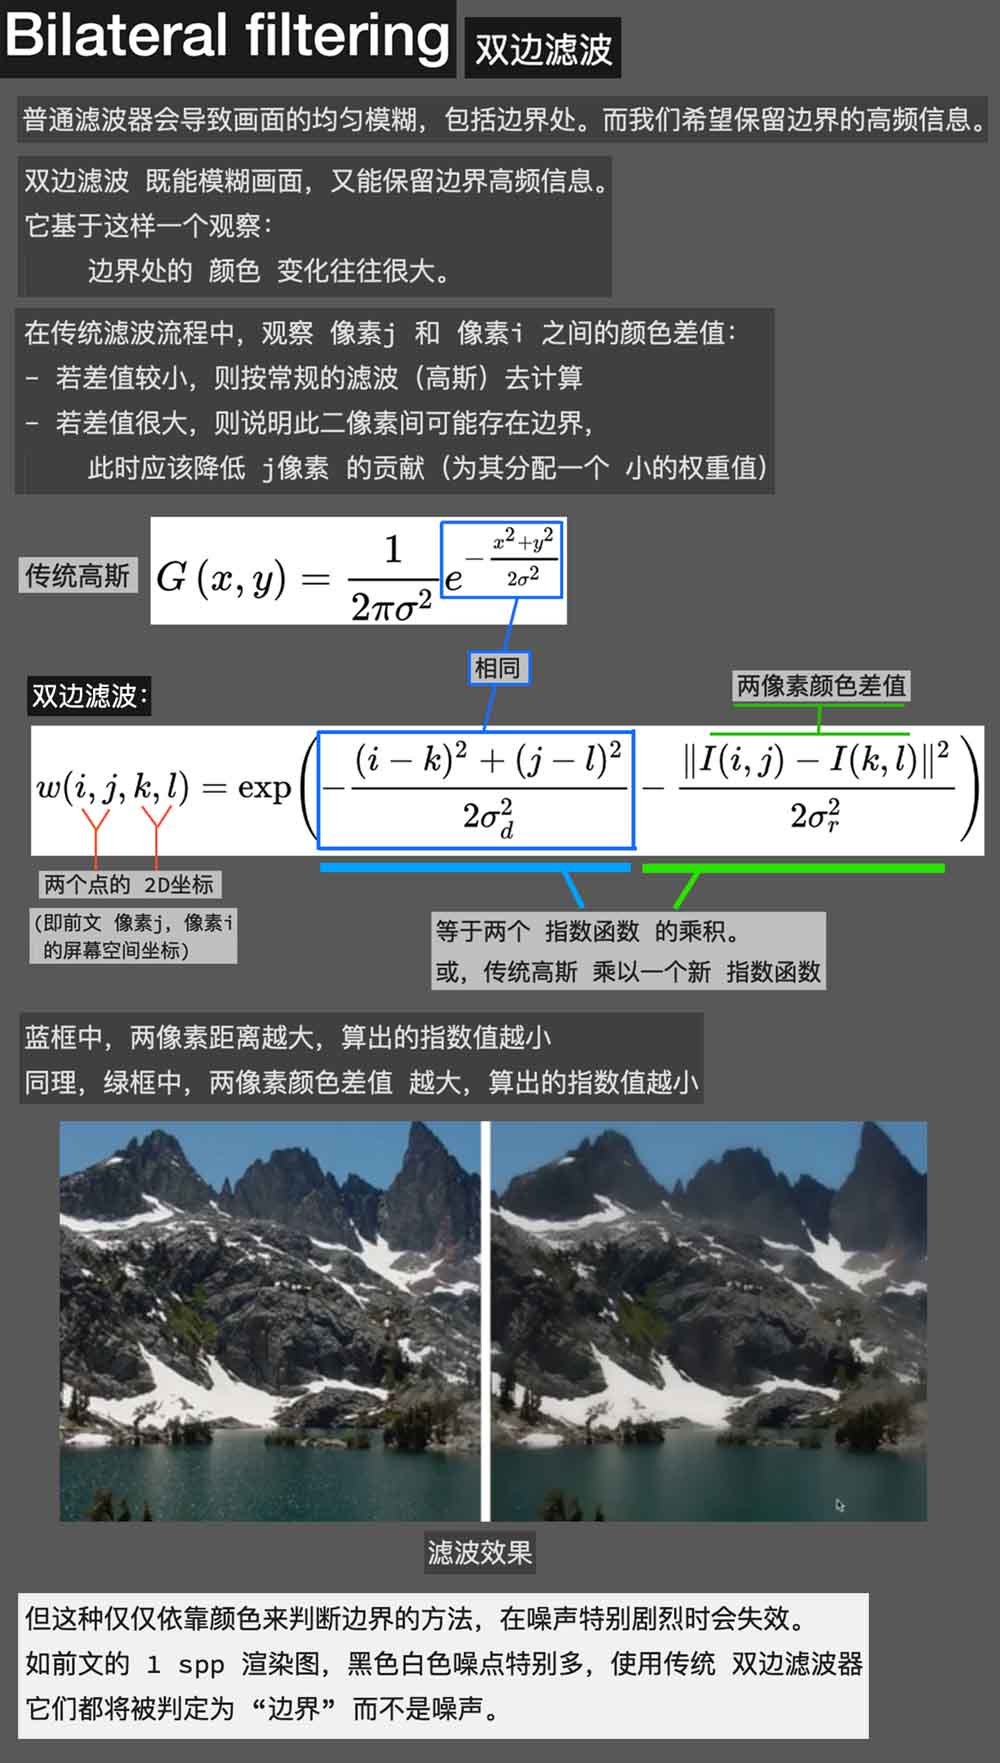 Bilateral filtering 双边滤波
普通滤波器会导致画面的均匀模糊，包括边界处。而我们希望保留边界的高频信息。
双边滤波 既能模糊画面，又能保留边界高频信息。
它基于这样一个观察：
边界处的 颜色 变化往往很大。
在传统滤波流程中，观察 像素j 和 像素i 之间的颜色差值：
- 若差值较小，则按常规的滤波（高斯）去计算
- 若差值很大，则说明此二像素间可能存在边界，
此时应该降低 j像素 的贡献（为其分配一个 小的权重值）
传统高斯 G(x,y) = \frac{1}{2πσ^2} e^{-\frac{x^2+y^2}{2σ^2}}
相同
两像素颜色差值
双边滤波：
w(i,j,k,l) = exp(-\frac{(i-k)^2+(j-l)^2}{2σ_d^2} - \frac{‖I(i,j)-I(k,l)‖^2}{2σ_r^2})
两个点的 2D坐标
(即前文 像素j，像素i
的屏幕空间坐标)
等于两个 指数函数 的乘积。
或，传统高斯 乘以一个新 指数函数
蓝框中，两像素距离越大，算出的指数值越小
同理，绿框中，两像素颜色差值 越大，算出的指数值越小
滤波效果
但这种仅仅依靠颜色来判断边界的方法，在噪声特别剧烈时会失效。
如前文的 1 spp 渲染图，黑色白色噪点特别多，使用传统 双边滤波器
它们都将被判定为 “边界” 而不是噪声。